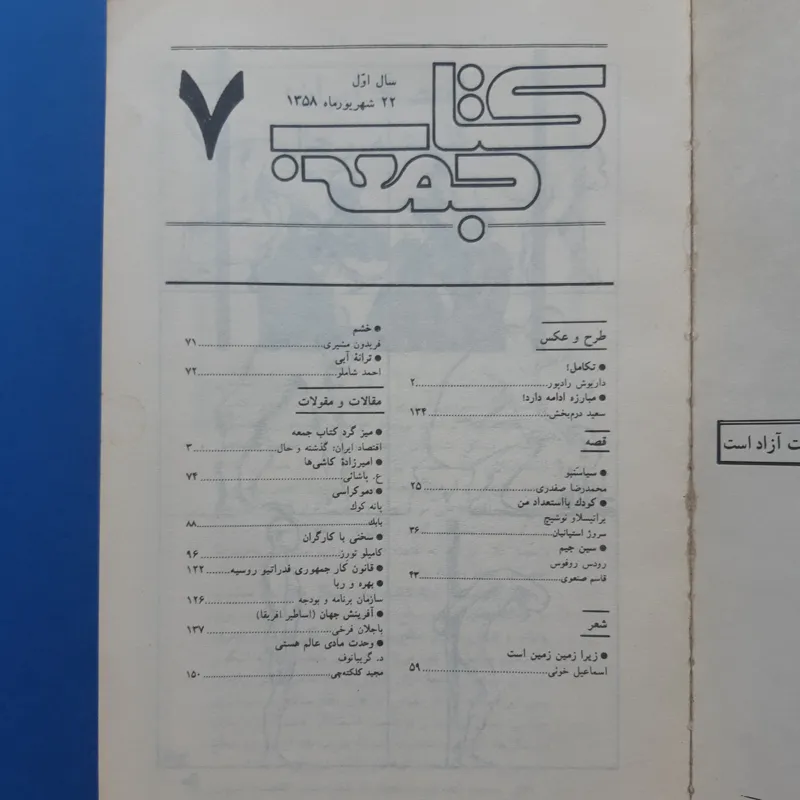 ۷
سال اوّل
۲۲ شهریورماه ۱۳۵۸
کتاب
جمعه
طرح و عکس
● تکامل!
داریوش رادپور....۲
● مبارزه ادامه دارد!
سعید درم‌بخش....۱۳۴
قصه
● سیاسنبو
محمدرضا صفدری....۲۵
● کودك بااستعداد من
برانیسلاو نوشیچ
سروژ استپانیان....۳۶
● سین جیم
رودس روفوس
قاسم صنعوی....۴۳
شعر
● زیرا زمین زمین است
اسماعیل خوئی....۵۹
● خشم
فریدون مشیری....۷۱
● ترانهٔ آبی
احمد شاملو....۷۲
مقالات و مقولات
● میز گرد کتاب جمعه
اقتصاد ایران: گذشته و حال....۳
● امیرزادهٔ کاشی‌ها
ع. پاشائی....۷۴
● دموکراسی
یانه کوك
بابك....۸۸
● سخنی با کارگران
کامیلو تورز....۹۶
● قانون کار جمهوری فدراتیو روسیه....۱۲۲
● بهره و ربا
سازمان برنامه و بودجه....۱۲۶
● آفرینش جهان (اساطیر افریقا)
باجلان فرخی....۱۳۷
● وحدت مادی عالم هستی
د. گریبانوف
مجید کلکته‌چی....۱۵۰
ت آزاد است